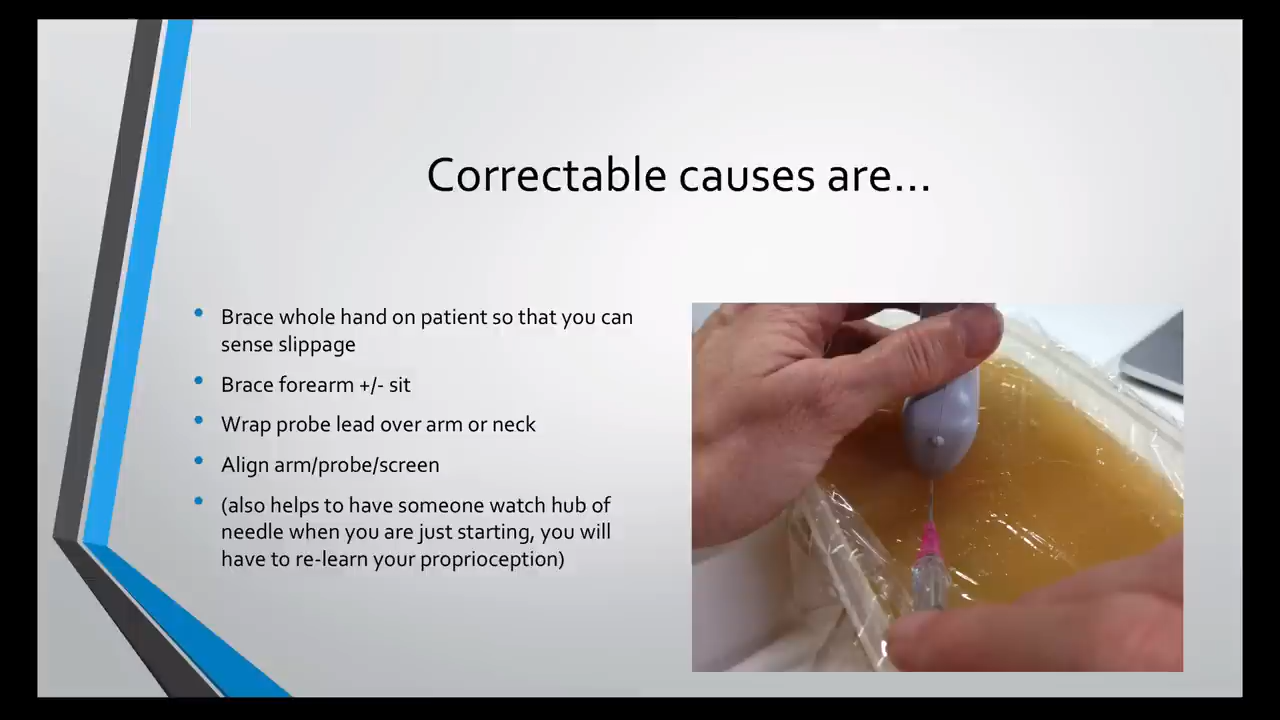 Correctable causes are...
Brace whole hand on patient so that you can
sense slippage
Brace forearm +/- sit
Wrap probe lead over arm or neck
Align arm/probe/screen
(also helps to have someone watch hub of
needle when you are just starting, you will
have to re-learn your proprioception)